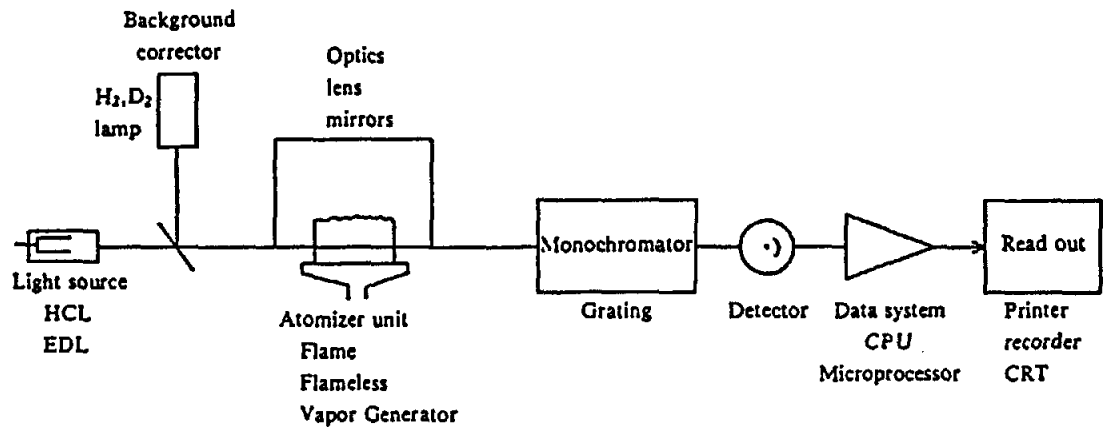 Background
corrector
H₂,D₂
lamp
Optics
lens
mirrors
Light source
HCL
EDL
Atomizer unit
Flame
Flameless
Vapor Generator
Monochromator
Grating
Detector
Data system
CPU
Microprocessor
Read out
Printer
recorder
CRT